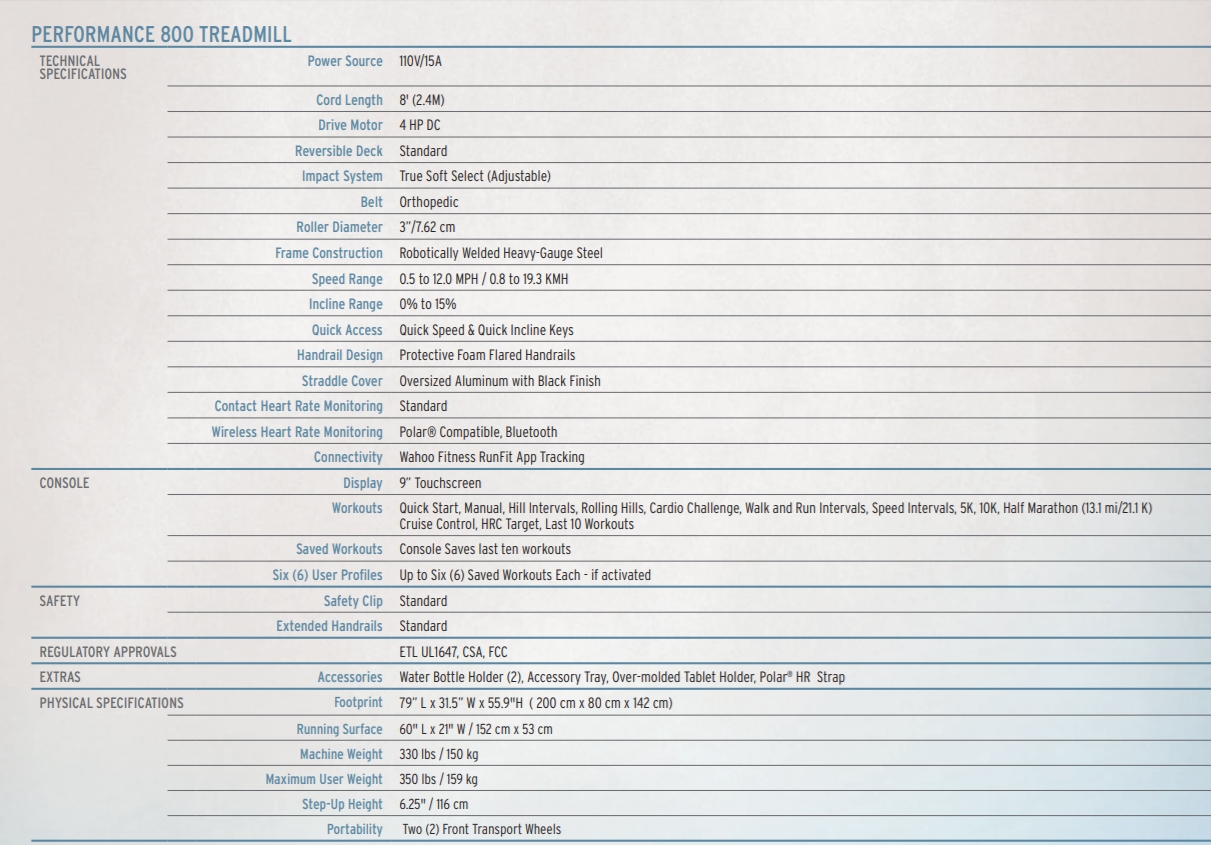 PERFORMANCE 800 TREADMILL
TECHNICAL
SPECIFICATIONS
Power Source 110V/15A
Cord Length 8' (2.4M)
Drive Motor 4 HP DC
Reversible Deck Standard
Impact System True Soft Select (Adjustable)
Belt Orthopedic
Roller Diameter 3”/7.62 cm
Frame Construction Robotically Welded Heavy-Gauge Steel
Speed Range 0.5 to 12.0 MPH / 0.8 to 19.3 KMH
Incline Range 0% to 15%
Quick Access Quick Speed & Quick Incline Keys
Handrail Design Protective Foam Flared Handrails
Straddle Cover Oversized Aluminum with Black Finish
Contact Heart Rate Monitoring Standard
Wireless Heart Rate Monitoring Polar® Compatible, Bluetooth
Connectivity Wahoo Fitness RunFit App Tracking
CONSOLE Display 9” Touchscreen
Workouts Quick Start, Manual, Hill Intervals, Rolling Hills, Cardio Challenge, Walk and Run Intervals, Speed Intervals, 5K, 10K, Half Marathon (13.1 mi/21.1 K)
Cruise Control, HRC Target, Last 10 Workouts
Saved Workouts Console Saves last ten workouts
Six (6) User Profiles Up to Six (6) Saved Workouts Each - if activated
SAFETY Safety Clip Standard
Extended Handrails Standard
REGULATORY APPROVALS ETL UL1647, CSA, FCC
EXTRAS Accessories Water Bottle Holder (2), Accessory Tray, Over-molded Tablet Holder, Polar® HR Strap
PHYSICAL SPECIFICATIONS Footprint 79” L x 31.5” W x 55.9"H ( 200 cm x 80 cm x 142 cm)
Running Surface 60" L x 21" W / 152 cm x 53 cm
Machine Weight 330 lbs / 150 kg
Maximum User Weight 350 lbs / 159 kg
Step-Up Height 6.25" / 116 cm
Portability Two (2) Front Transport Wheels